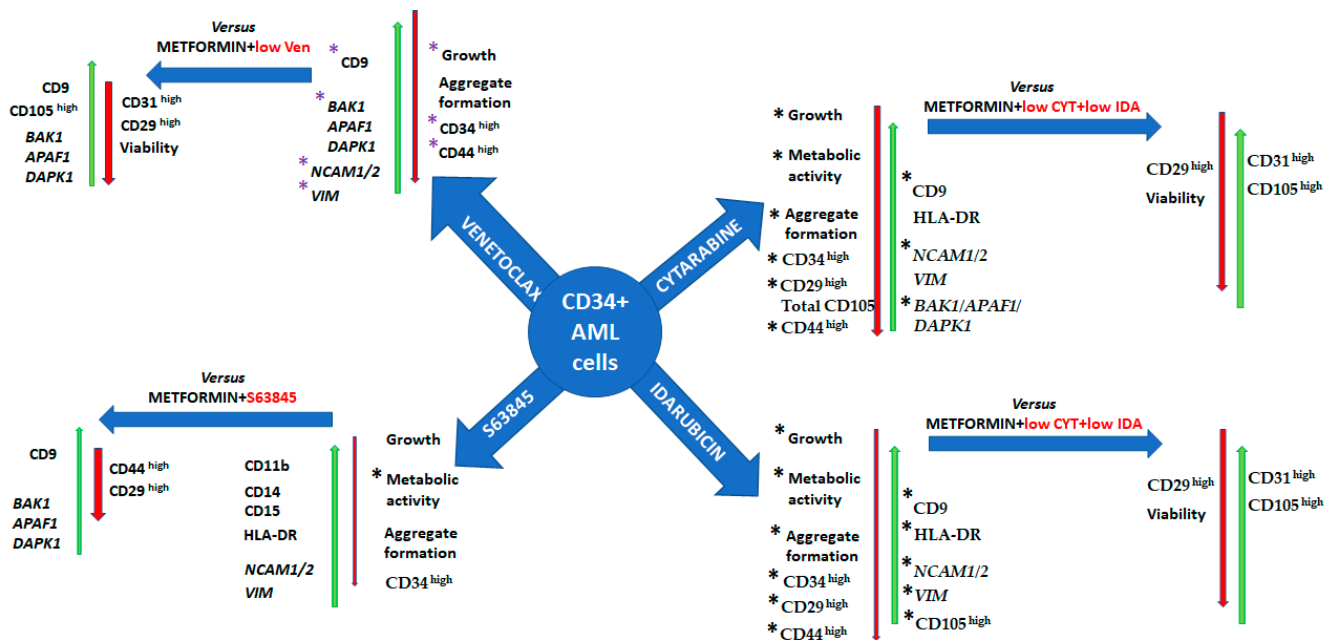 Versus
METFORMIN+low Ven
CD9
CD105 high
BAK1
APAF1
DAPK1
CD31 high
CD29 high
Viability
* CD9
* BAK1
APAF1
DAPK1
* NCAM1/2
* VIM
* Growth
Aggregate
formation
* CD34 high
* CD44 high
VENETOCLAX
CYTARABINE
CD34+
AML
cells
S63845
IDARUBICIN
* Growth
* Metabolic
activity
* Aggregate
formation
* CD34 high
* CD29 high
Total CD105
* CD44 high
* CD9
HLA-DR
* NCAM1/2
VIM
* BAK1/APAF1/
DAPK1
Versus
METFORMIN+low CYT+low IDA
CD29 high
Viability
CD31 high
CD105 high
Versus
METFORMIN+S63845
CD9
BAK1
APAF1
DAPK1
CD44 high
CD29 high
CD11b
CD14
CD15
HLA-DR
NCAM1/2
VIM
Growth
* Metabolic
activity
Aggregate
formation
CD34 high
* Growth
* Metabolic
activity
* Aggregate
formation
* CD34 high
* CD29 high
* CD44 high
* CD9
* HLA-DR
* NCAM1/2
* VIM
* CD105 high
Versus
METFORMIN+low CYT+low IDA
CD29 high
Viability
CD31 high
CD105 high